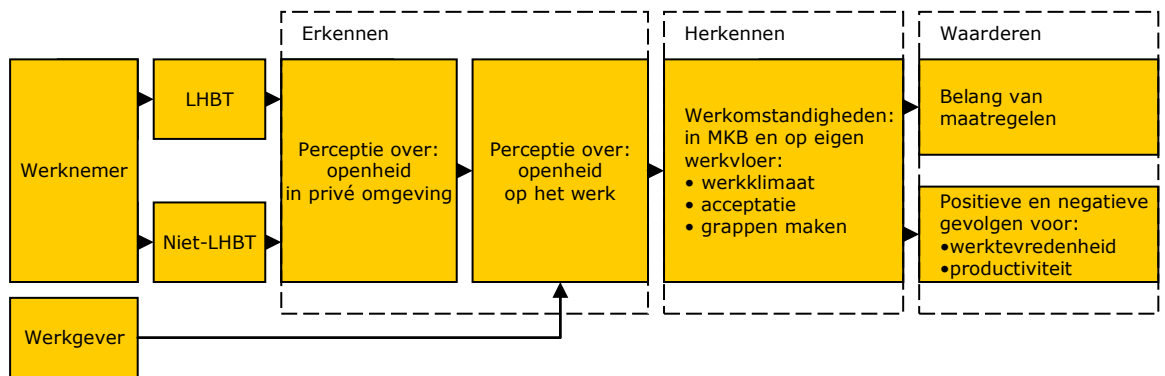 Erkennen
Herkennen
Waarderen
Werknemer
LHBT
Niet-LHBT
Werkgever
Perceptie over:
openheid
in privé omgeving
Perceptie over:
openheid
op het werk
Werkomstandigheden:
in MKB en op eigen
werkvloer:
• werkklimaat
• acceptatie
• grappen maken
Belang van
maatregelen
Positieve en negatieve
gevolgen voor:
•werktevredenheid
•productiviteit